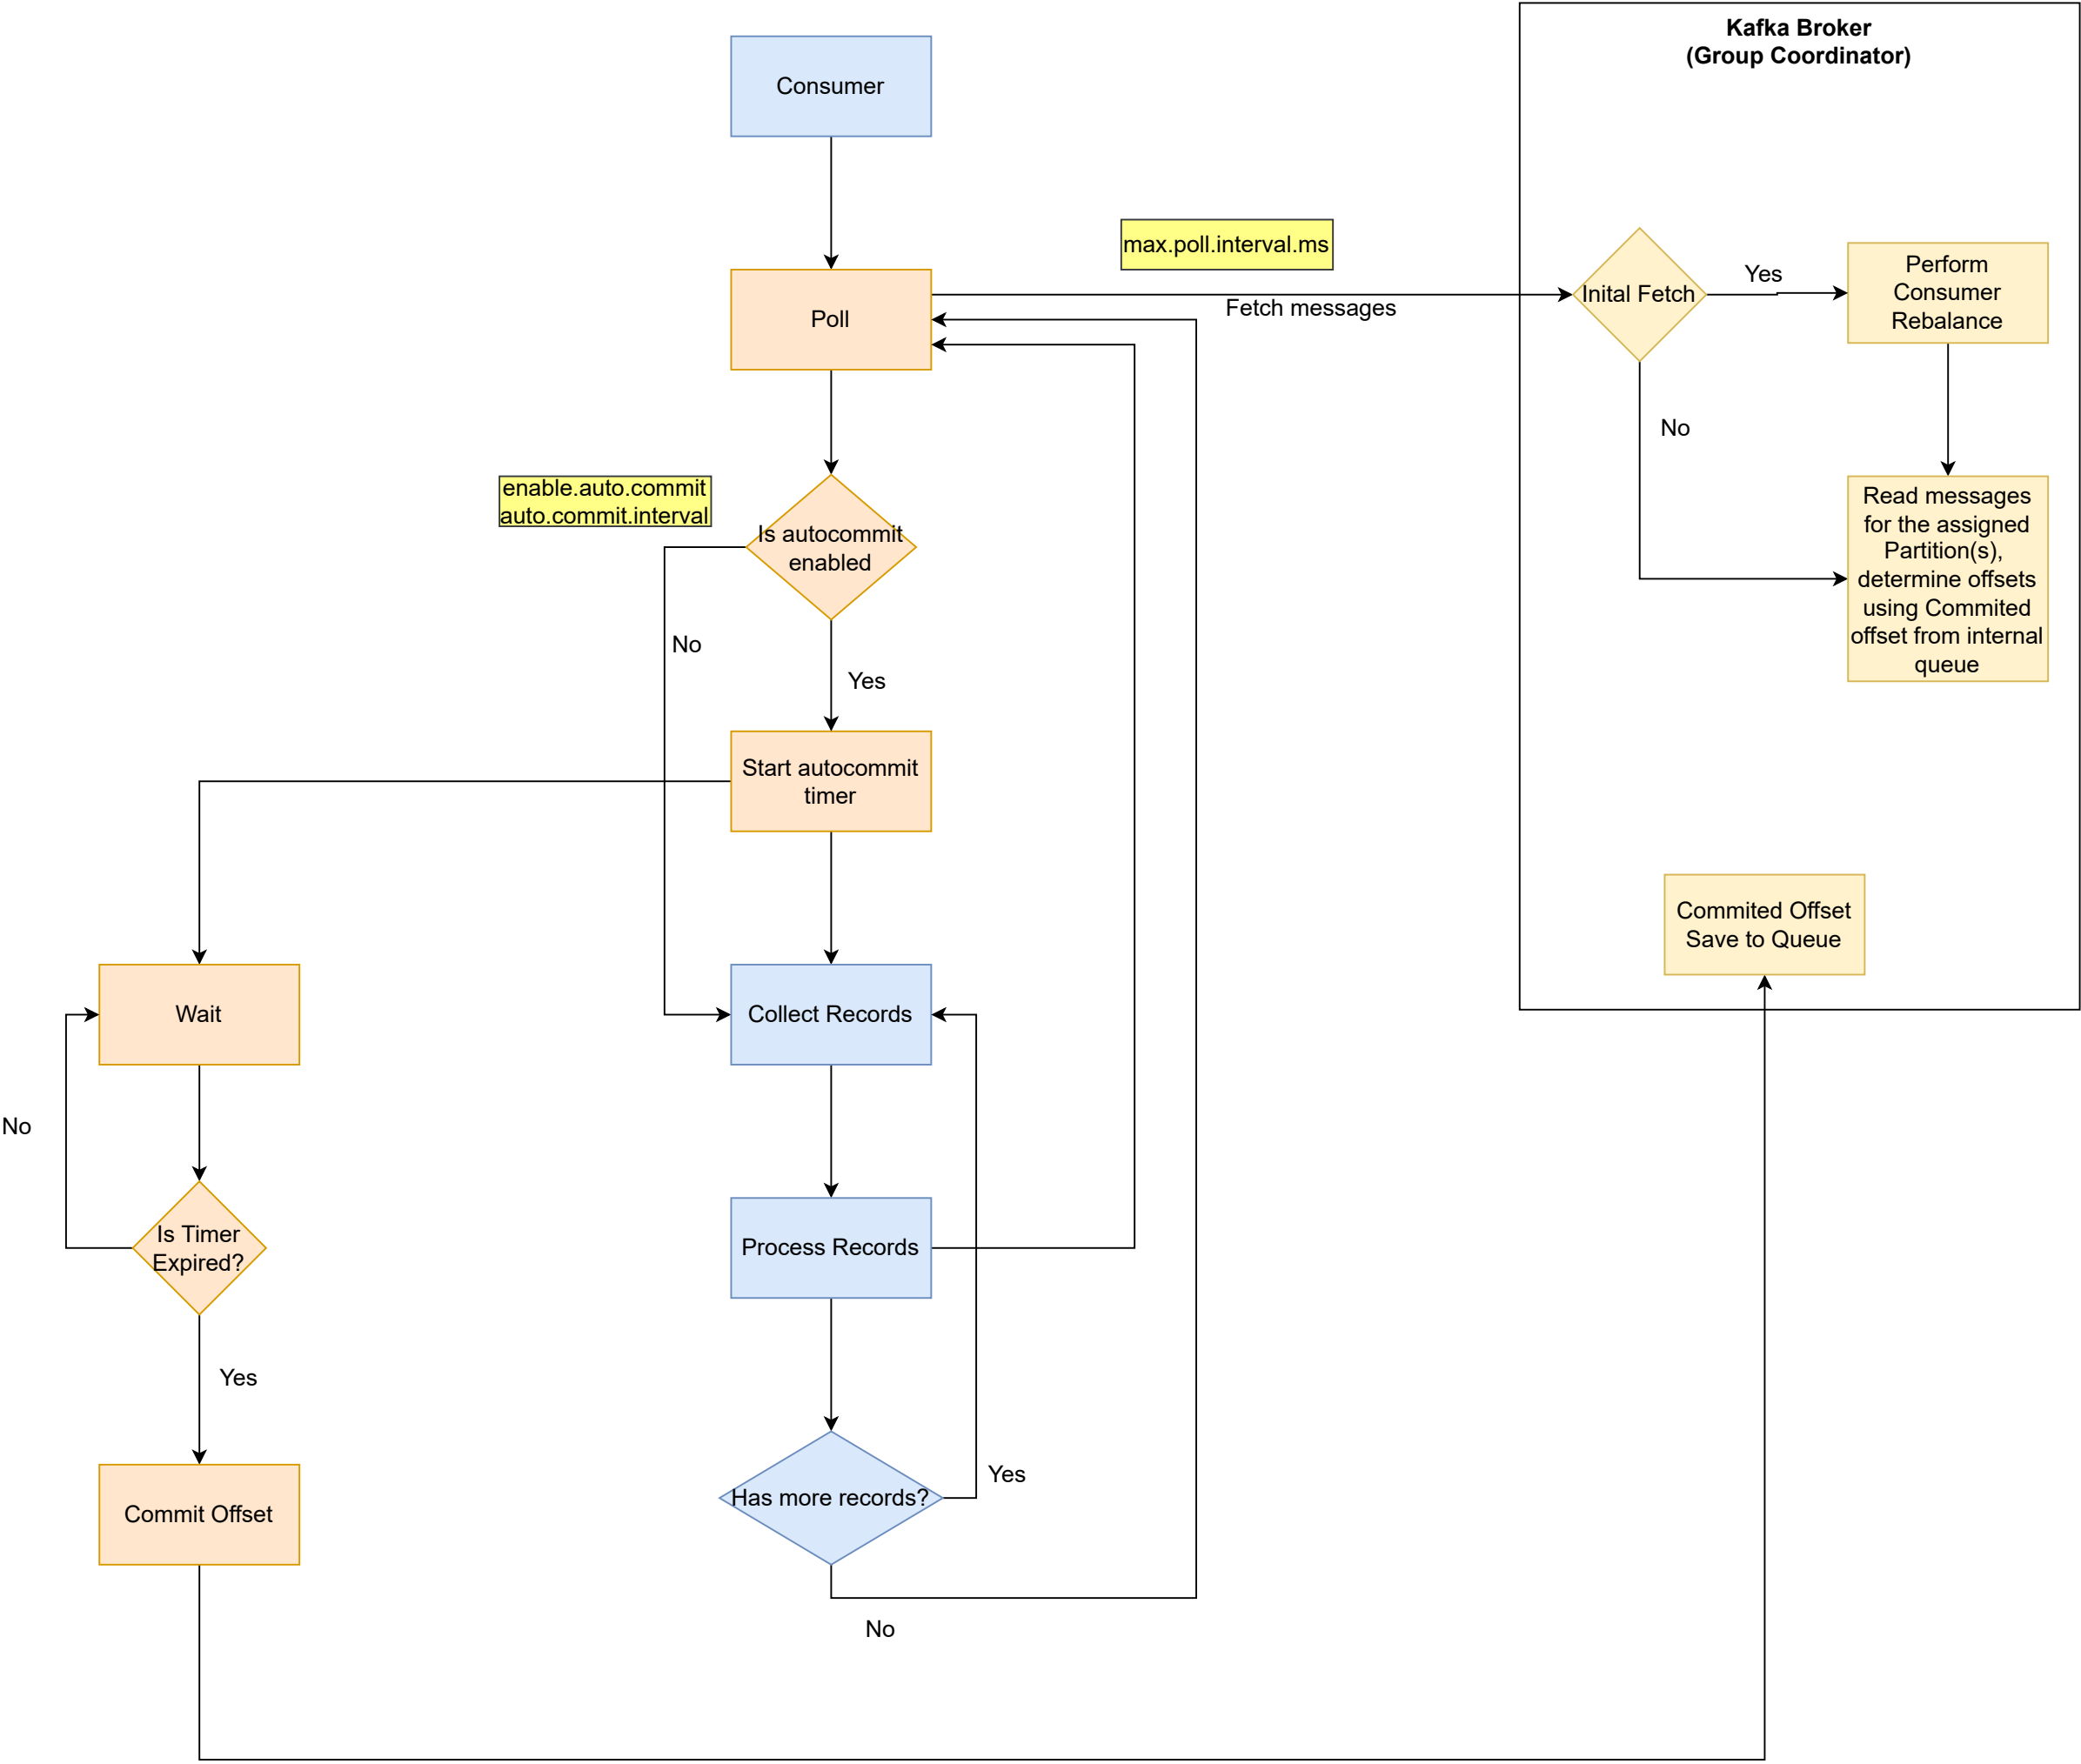 Kafka Broker
(Group Coordinator)
Consumer
max.poll.interval.ms
Fetch messages
Poll
Inital Fetch
Yes
Perform
Consumer
Rebalance
No
Read messages
for the assigned
Partition(s),
determine offsets
using Commited
offset from internal
queue
enable.auto.commit
auto.commit.interval
Is autocommit
enabled
No
Yes
Start autocommit
timer
Commited Offset
Save to Queue
Wait
Collect Records
No
Is Timer
Expired?
Process Records
Yes
Yes
Has more records?
Commit Offset
No